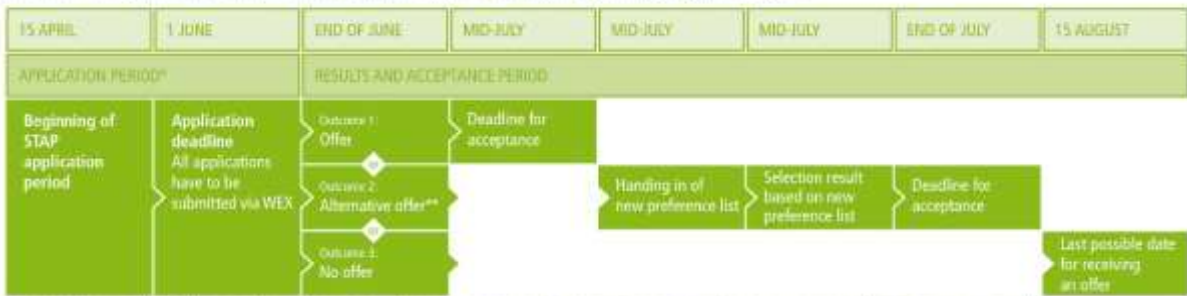 15 APRIL
1 JUNE
END OF JUNE
MID-JULY
MID-JULY
MID-JULY
END OF JULY
15 AUGUST
APPLICATION PERIOD*
RESULTS AND ACCEPTANCE PERIOD
Beginning of
STAP
application
period
Application
deadline
All applications
have to be
submitted via WEX
Outcome 1:
Offer
or
Outcome 2:
Alternative offer**
or
Outcome 3:
No offer
Deadline for
acceptance
Handing in of
new preference list
Selection result
based on new
preference list
Deadline for
acceptance
Last possible date
for receiving
an offer